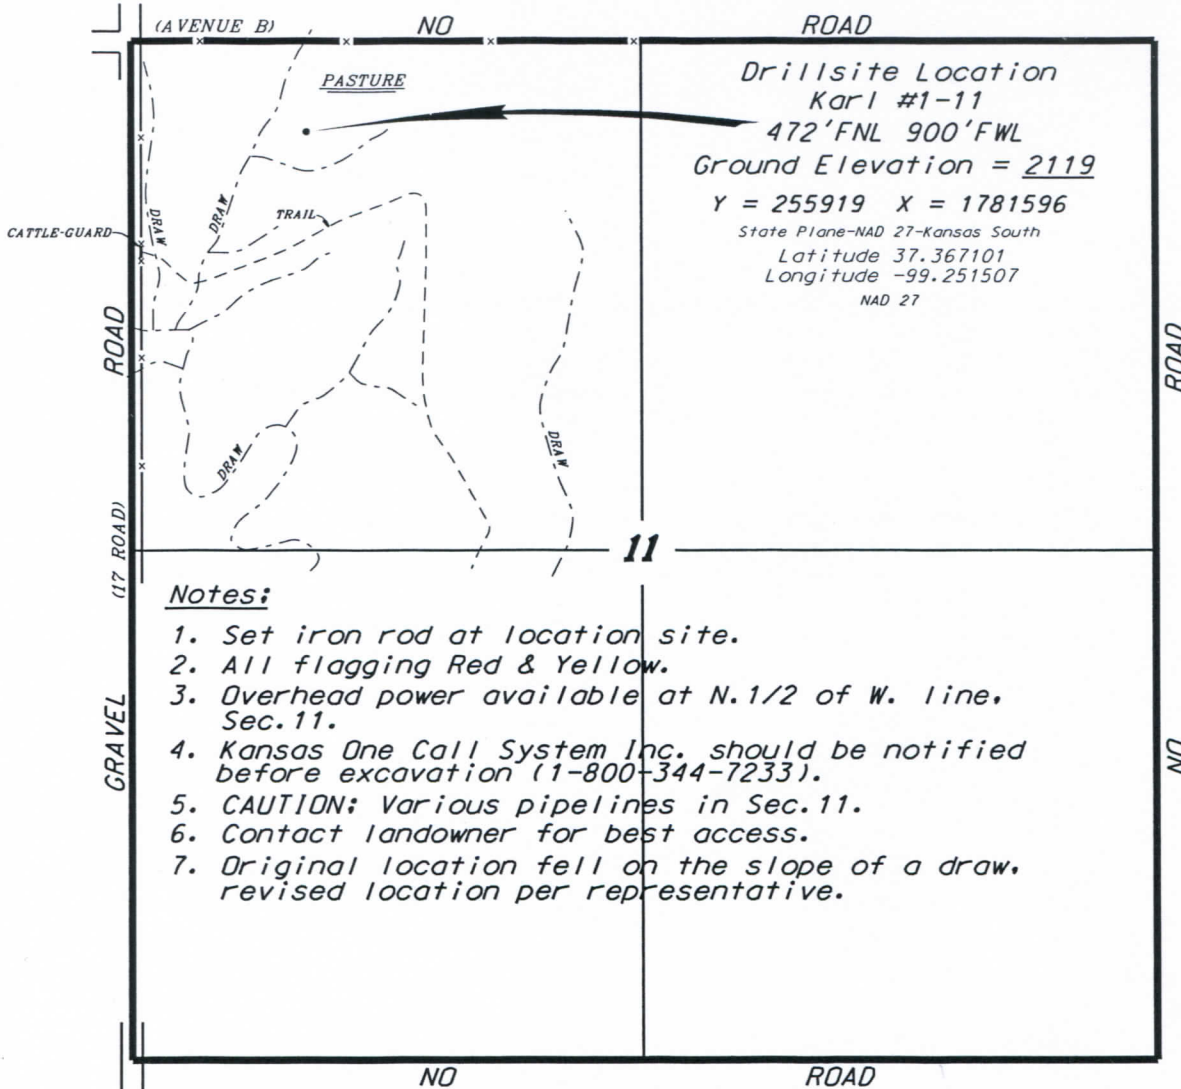 (AVENUE B) NO ROAD
PASTURE
Drillsite Location
Karl #1-11
472'FNL 900'FWL
Ground Elevation = 2119
Y = 255919 X = 1781596
State Plane-NAD 27-Kansas South
Latitude 37.367101
Longitude -99.251507
NAD 27
CATTLE-GUARD
DRAW
DRAW
TRAIL
ROAD
ROAD
DRAW
DRAW
(17 ROAD)
11
GRAVEL
NO
Notes:
1. Set iron rod at location site.
2. All flagging Red & Yellow.
3. Overhead power available at N.1/2 of W. line,
Sec.11.
4. Kansas One Call System Inc. should be notified
before excavation (1-800-344-7233).
5. CAUTION: Various pipelines in Sec.11.
6. Contact landowner for best access.
7. Original location fell on the slope of a draw,
revised location per representative.
NO ROAD